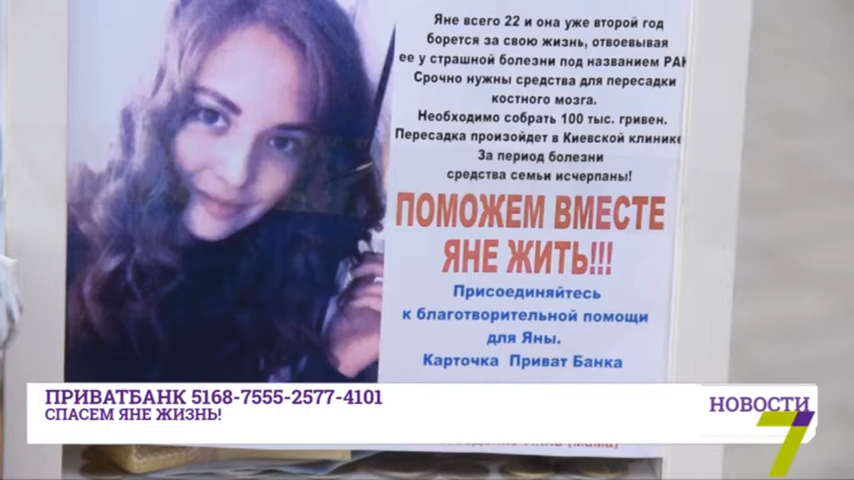 Яне всего 22 и она уже второй год
борется за свою жизнь, отвоевывая
ее у страшной болезни под названием РАК
Срочно нужны средства для пересадки
костного мозга.
Необходимо собрать 100 тыс. гривен.
Пересадка произойдет в Киевской клинике
За период болезни
средства семьи исчерпаны!
ПОМОЖЕМ ВМЕСТЕ
ЯНЕ ЖИТЬ!!!
Присоединяйтесь
к благотворительной помощи
для Яны.
Карточка Приват Банка
ПРИВАТБАНК 5168-7555-2577-4101
СПАСЕМ ЯНЕ ЖИЗНЬ!
НОВОСТИ
7
(мама)